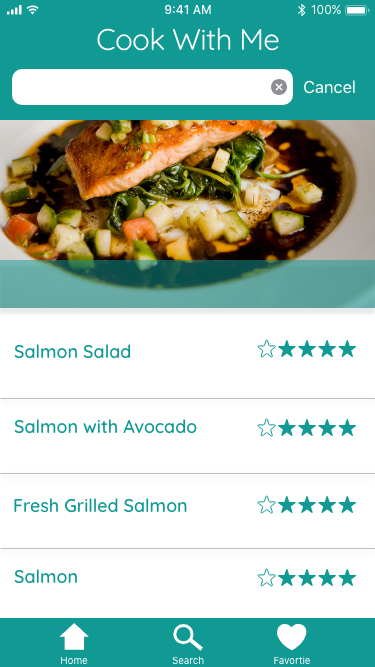 9:41 AM 100%
Cook With Me
Cancel
Salmon Salad
Salmon with Avocado
Fresh Grilled Salmon
Salmon
Home Search Favortie